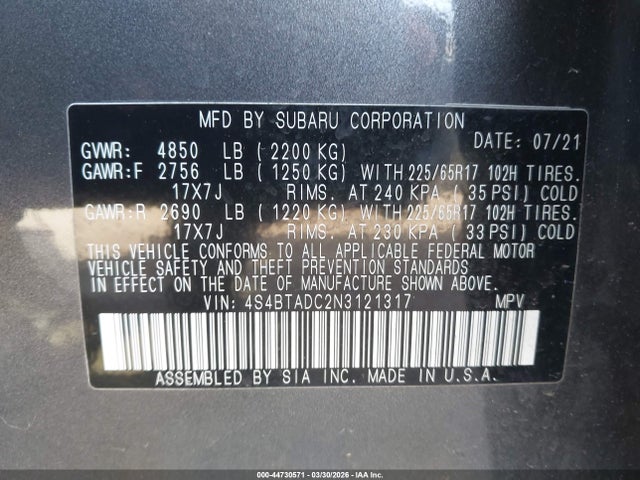 MFD BY SUBARU CORPORATION
DATE: 07/21
GVWR: 4850 LB ( 2200 KG)
GAWR:F 2756 LB ( 1250 KG) WITH 225/65R17 102H TIRES.
17X7J RIMS. AT 240 KPA ( 35 PSI) COLD
GAWR:R 2690 LB ( 1220 KG) WITH 225/65R17 102H TIRES.
17X7J RIMS. AT 230 KPA ( 33 PSI) COLD
THIS VEHICLE CONFORMS TO ALL APPLICABLE FEDERAL MOTOR
VEHICLE SAFETY AND THEFT PREVENTION STANDARDS
IN EFFECT ON THE DATE OF MANUFACTURE SHOWN ABOVE.
VIN: 4S4BTADC2N3121317 MPV
ASSEMBLED BY SIA INC. MADE IN U.S.A.
000-44730571 | 03/30/2026 - IAAI.COM